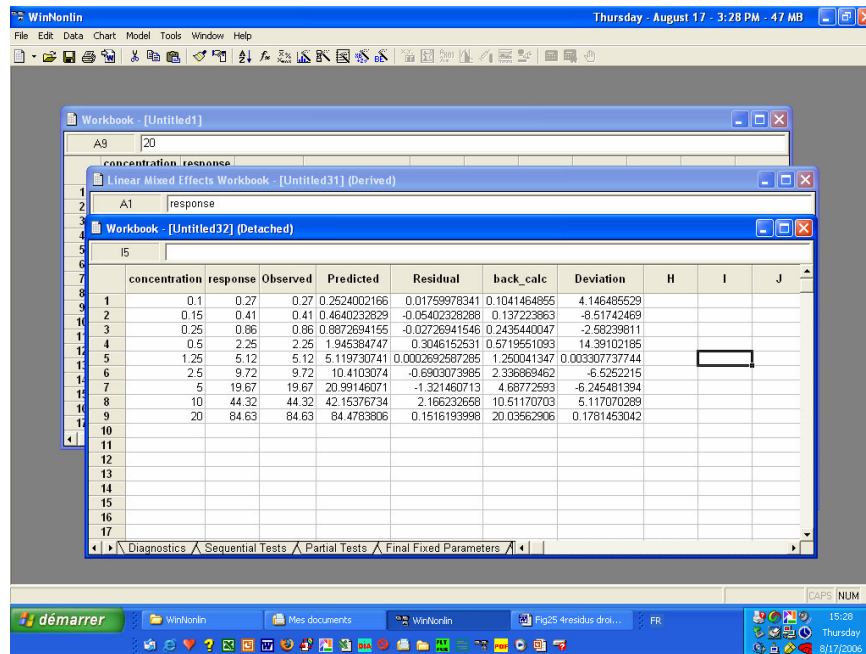 WinNonlin
Thursday - August 17 - 3:28 PM - 47 MB
File Edit Data Chart Model Tools Window Help
Workbook - [Untitled1]
A9 20
concentration response
Linear Mixed Effects Workbook - [Untitled31] (Derived)
A1 response
Workbook - [Untitled32] (Detached)
I5
concentration response Observed Predicted Residual back_calc Deviation H I J
1 0.1 0.27 0.27 0.2524002166 0.01759978341 0.1041464855 4.146485529
2 0.15 0.41 0.41 0.4640232829 -0.05402328288 0.137223863 -8.51742469
3 0.25 0.86 0.86 0.8872694155 -0.02726941546 0.2435440047 -2.58239811
4 0.5 2.25 2.25 1.945384747 0.3046152531 0.5719551093 14.39102185
5 1.25 5.12 5.12 5.119730741 0.0002692587285 1.250041347 0.003307737744
6 2.5 9.72 9.72 10.4103074 -0.6903073985 2.336869462 -6.5252215
7 5 19.67 19.67 20.99146071 -1.321460713 4.68772593 -6.245481394
8 10 44.32 44.32 42.15376734 2.166232658 10.51170703 5.117070289
9 20 84.63 84.63 84.4783806 0.1516193998 20.03562906 0.1781453042
10
11
12
13
14
15
16
17
Diagnostics Sequential Tests Partial Tests Final Fixed Parameters
CAPS NUM
démarrer WinNonlin Mes documents WinNonlin Fig25 4residus droi... FR 15:28
Thursday
8/17/2006